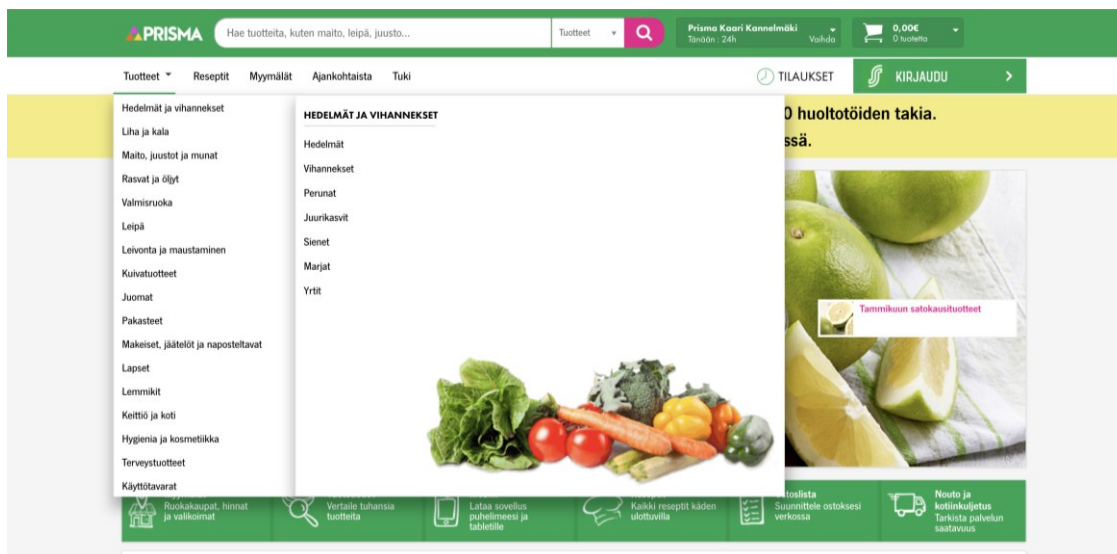 PRISMA
Hae tuotteita, kuten maito, leipä, juusto...
Tuotteet
Prisma Kaari Kannelmäki
Tänään : 24h
Vaihda
0,00€
0 tuotetta
Tuotteet
Reseptit
Myymälät
Ajankohtaista
Tuki
TILAUKSET
KIRJAUDU
0 huoltotöiden takia.
ssä.
Hedelmät ja vihannekset
Liha ja kala
Maito, juustot ja munat
Rasvat ja öljyt
Valmisruoka
Leipä
Leivonta ja maustaminen
Kuivatuotteet
Juomat
Pakasteet
Makeiset, jäätelöt ja naposteltavat
Lapset
Lemmikit
Keittiö ja koti
Hygienia ja kosmetiikka
Terveystuotteet
Käyttötavarat
HEDELMÄT JA VIHANNEKSET
Hedelmät
Vihannekset
Perunat
Juurikasvit
Sienet
Marjat
Yrtit
Tammikuun satokausituotteet
Ruokakaupat, hinnat
ja valikoimat
Vertaile tuhansia
tuotteita
Lataa sovellus
puhelimeesi ja
tabletille
Kaikki reseptit käden
ulottuvilla
toslista
Suunnittele ostoksesi
verkossa
Nouto ja
kotiinkuljetus
Tarkista palvelun
saatavuus